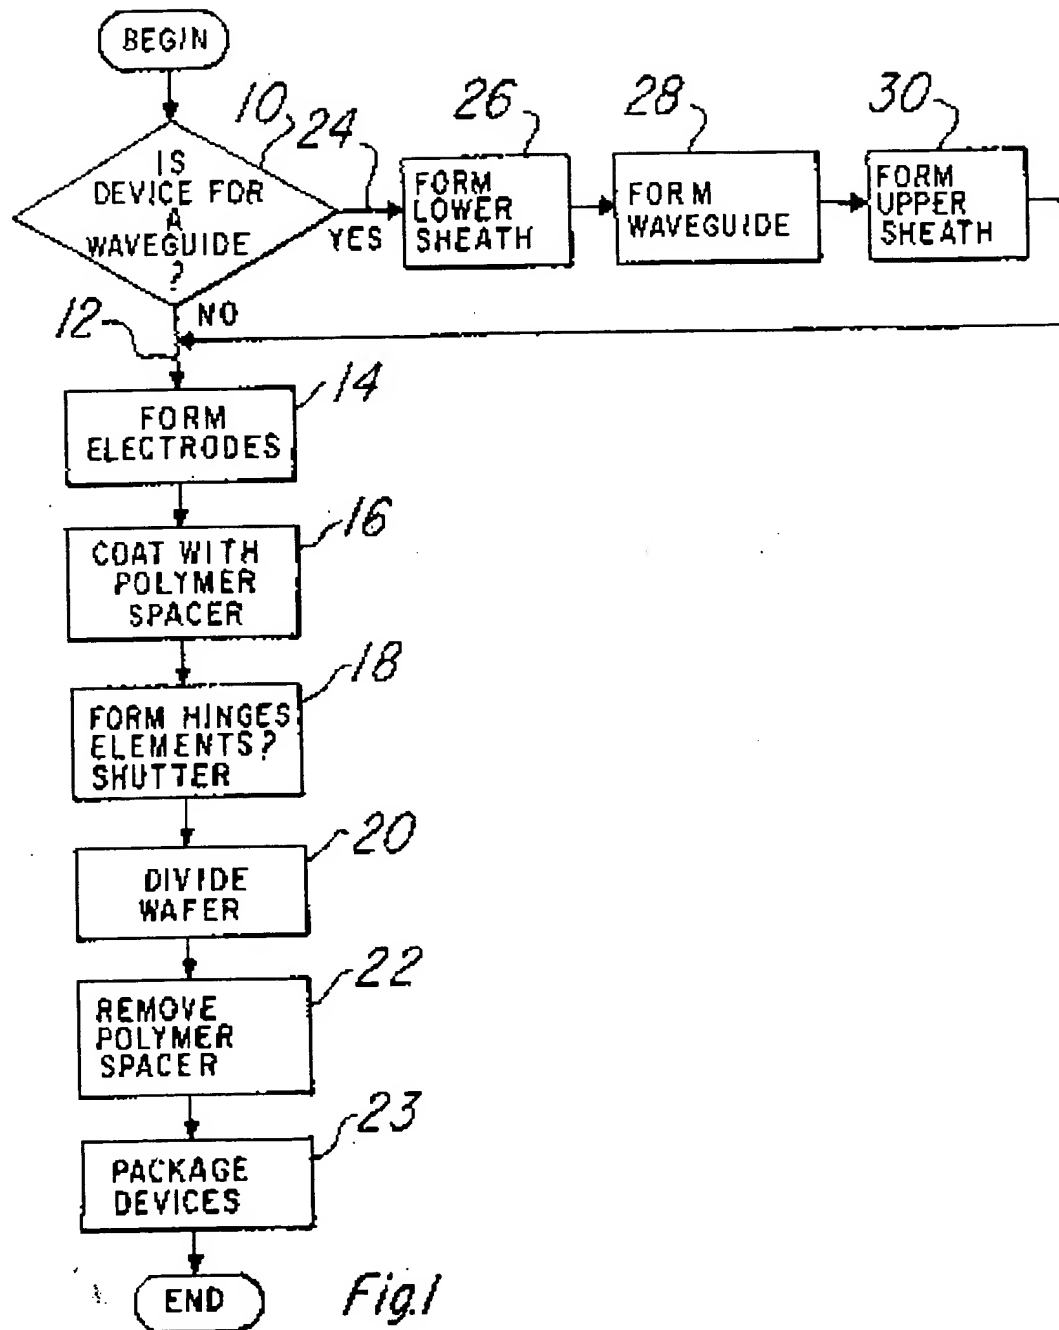 BEGIN
10
24
26
28
30
IS
DEVICE FOR
A
WAVEGUIDE
?
YES
FORM
LOWER
SHEATH
FORM
WAVEGUIDE
FORM
UPPER
SHEATH
NO
12
14
FORM
ELECTRODES
16
COAT WITH
POLYMER
SPACER
18
FORM HINGES
ELEMENTS?
SHUTTER
20
DIVIDE
WAFER
22
REMOVE
POLYMER
SPACER
23
PACKAGE
DEVICES
END
Fig.1